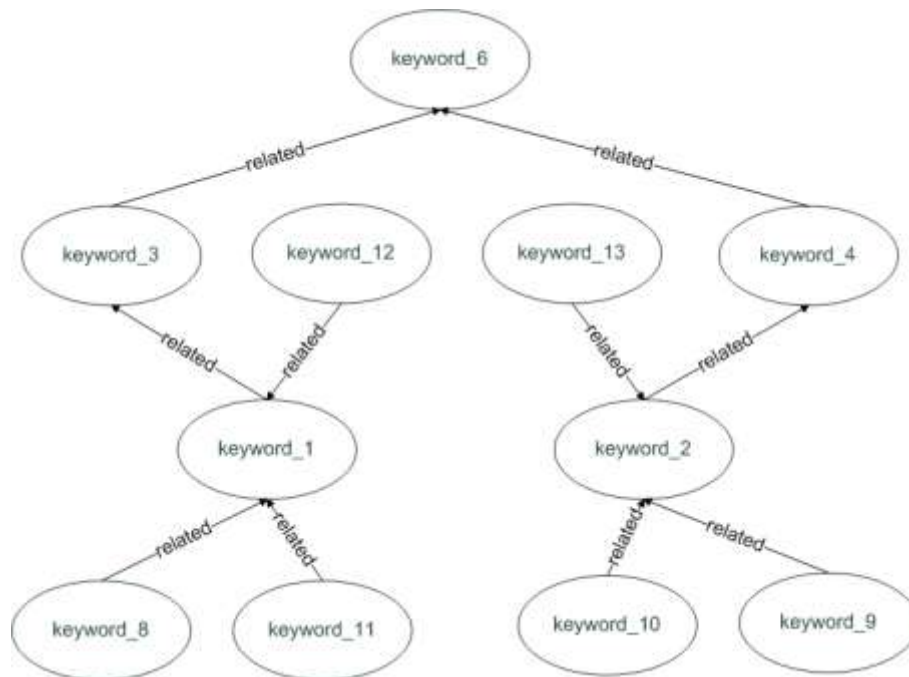 keyword_6
related
related
keyword_3
keyword_12
keyword_13
keyword_4
related
related
related
related
keyword_1
keyword_2
related
related
related
related
keyword_8
keyword_11
keyword_10
keyword_9